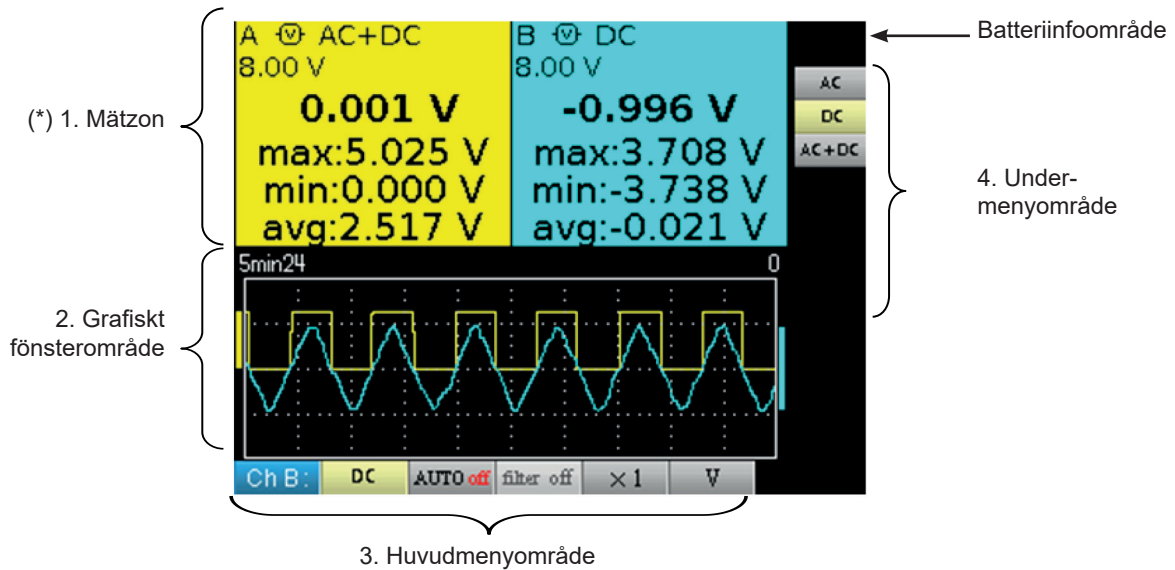 A V AC+DC
8.00 V
0.001 V
max:5.025 V
min:0.000 V
avg:2.517 V
B V DC
8.00 V
-0.996 V
max:3.708 V
min:-3.738 V
avg:-0.021 V
Batteriinfoområde
AC
DC
AC+DC
(*) 1. Mätzon
4. Under-
menyområde
5min24 0
2. Grafiskt
fönsterområde
Ch B: DC AUTO off filter off ×1 V
3. Huvudmenyområde